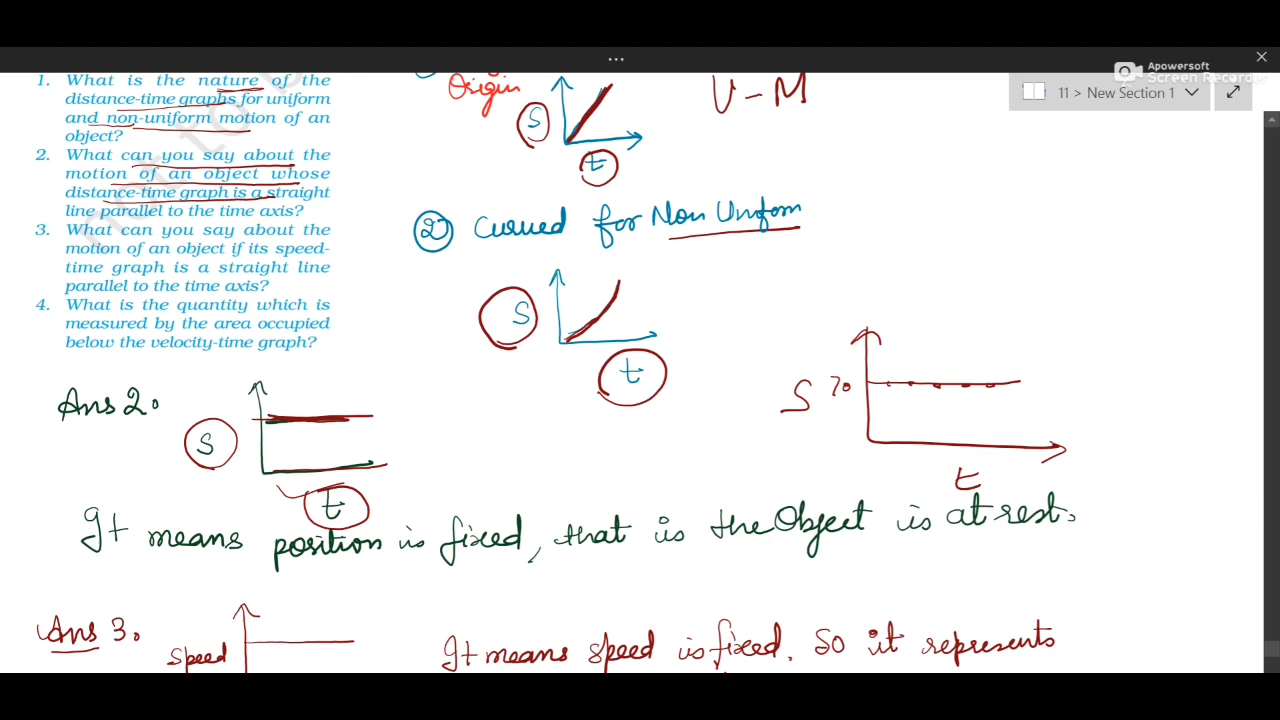 Apowersoft
Screen Recorder
11 > New Section 1
1. What is the nature of the
distance-time graphs for uniform
and non-uniform motion of an
object?
2. What can you say about the
motion of an object whose
distance-time graph is a straight
line parallel to the time axis?
3. What can you say about the
motion of an object if its speed-
time graph is a straight line
parallel to the time axis?
4. What is the quantity which is
measured by the area occupied
below the velocity-time graph?
Origin
S
t
U-M
② Curved for Non Uniform
S
t
Ans 2.
S
t
S 70
t
It means position is fixed, that is the Object is at rest.
Ans 3.
Speed
It means speed is fixed. So it represents